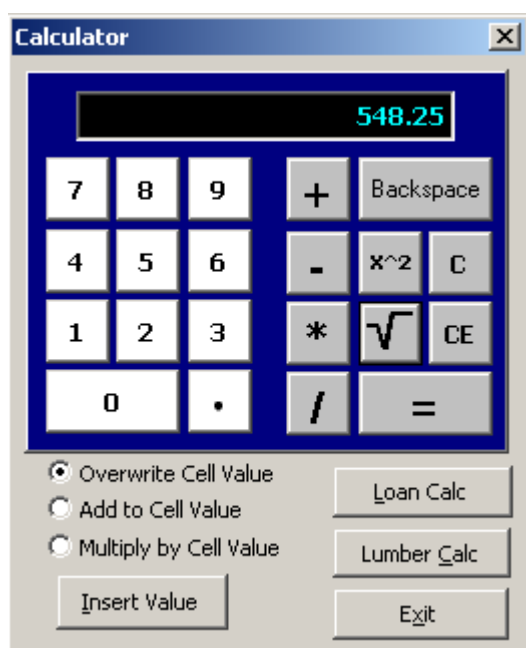 Calculator
548.25
7 8 9 + Backspace
4 5 6 - X^2 C
1 2 3 * √ CE
0 . / =
Overwrite Cell Value
Add to Cell Value
Multiply by Cell Value
Insert Value
Loan Calc
Lumber Calc
Exit